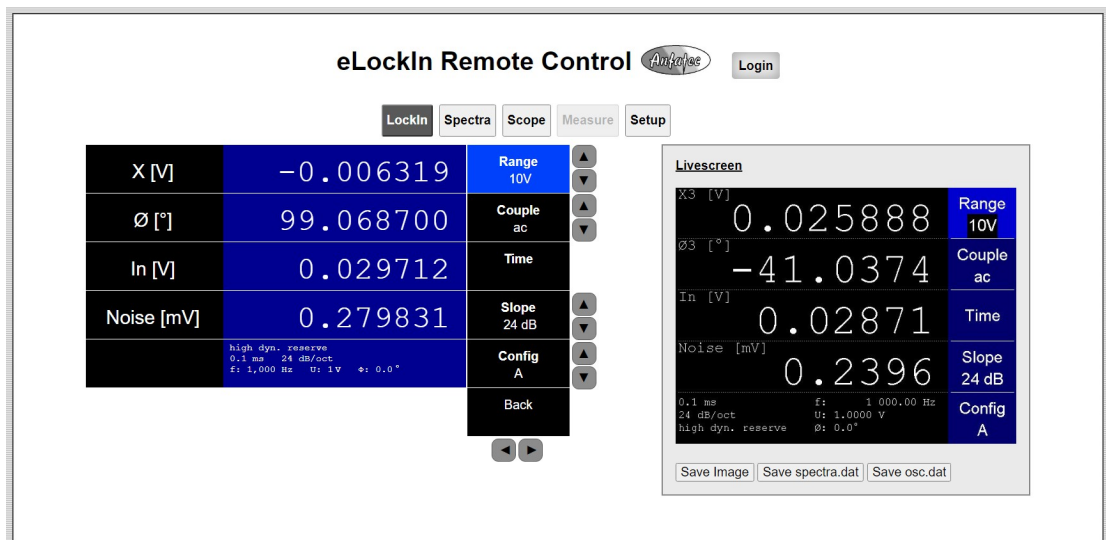 eLockIn Remote Control Anfatec Login
LockIn Spectra Scope Measure Setup
X [V] -0.006319 Range
10V
Ø [°] 99.068700 Couple
ac
In [V] 0.029712 Time
Noise [mV] 0.279831 Slope
24 dB
high dyn. reserve
0.1 ms 24 dB/oct
f: 1,000 Hz U: 1V Φ: 0.0°
Config
A
Back
Livescreen
X3 [V]
0.025888 Range
10V
Ø3 [°]
-41.0374 Couple
ac
In [V]
0.02871 Time
Noise [mV]
0.2396 Slope
24 dB
0.1 ms f: 1 000.00 Hz
24 dB/oct U: 1.0000 V
high dyn. reserve Ø: 0.0°
Config
A
Save Image Save spectra.dat Save osc.dat